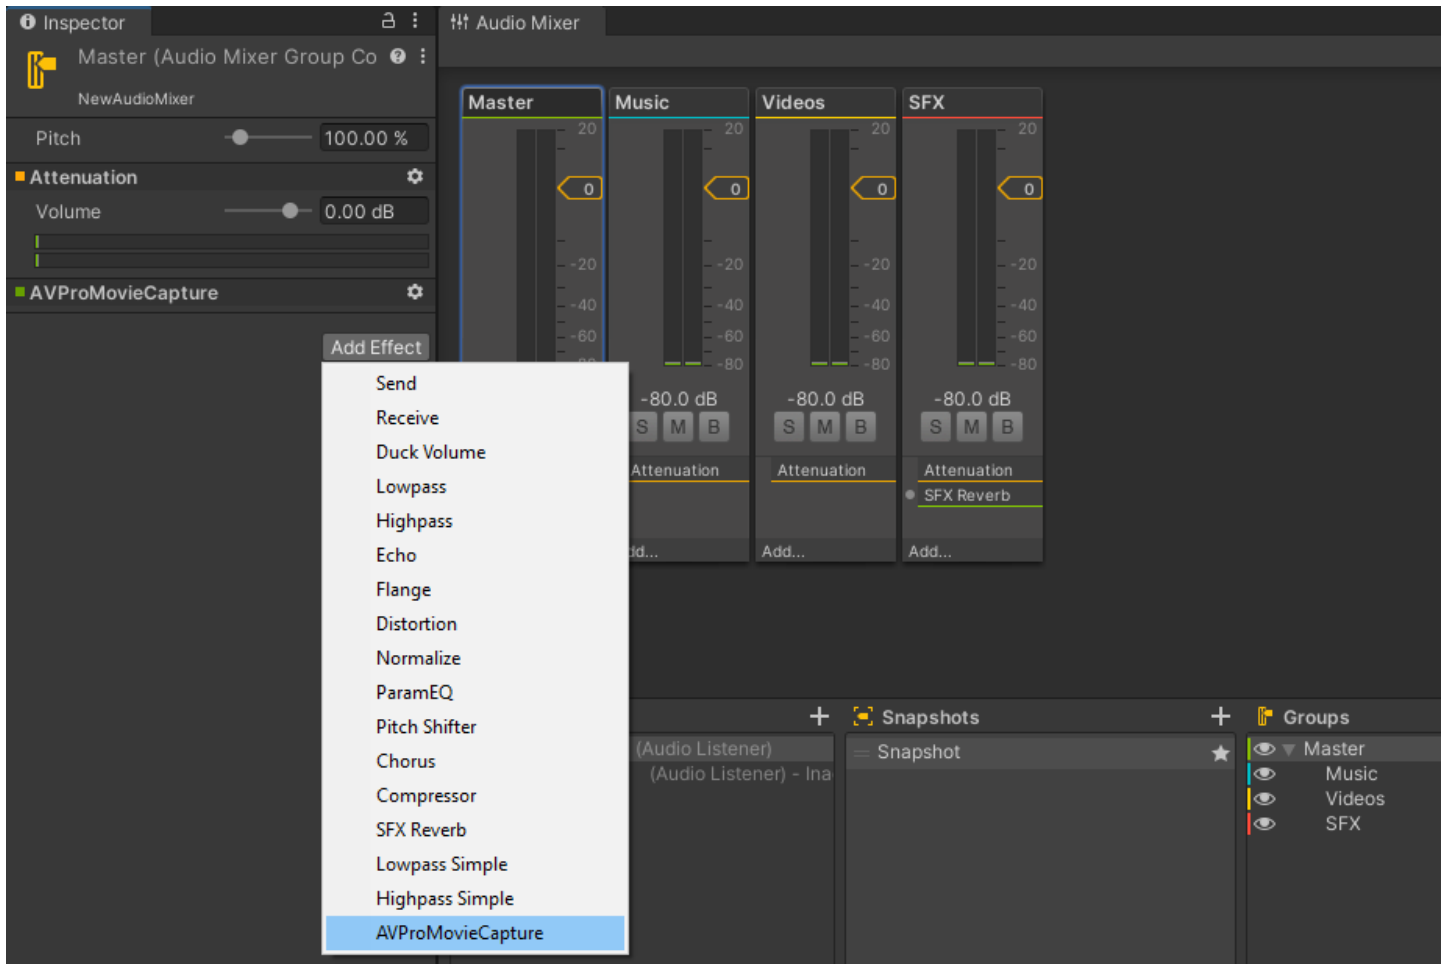 Inspector
Master (Audio Mixer Group Co
NewAudioMixer
Pitch
100.00 %
Attenuation
Volume
0.00 dB
AVProMovieCapture
Add Effect
Send
Receive
Duck Volume
Lowpass
Highpass
Echo
Flange
Distortion
Normalize
ParamEQ
Pitch Shifter
Chorus
Compressor
SFX Reverb
Lowpass Simple
Highpass Simple
AVProMovieCapture
Audio Mixer
Master
20
0
-20
-40
-60
Music
20
0
-20
-40
-60
-80
-80.0 dB
S M B
Attenuation
Videos
20
0
-20
-40
-60
-80
-80.0 dB
S M B
Attenuation
Add...
SFX
20
0
-20
-40
-60
-80
-80.0 dB
S M B
Attenuation
SFX Reverb
Add...
(Audio Listener)
(Audio Listener) - Ina
Snapshots
Snapshot
Groups
Master
Music
Videos
SFX